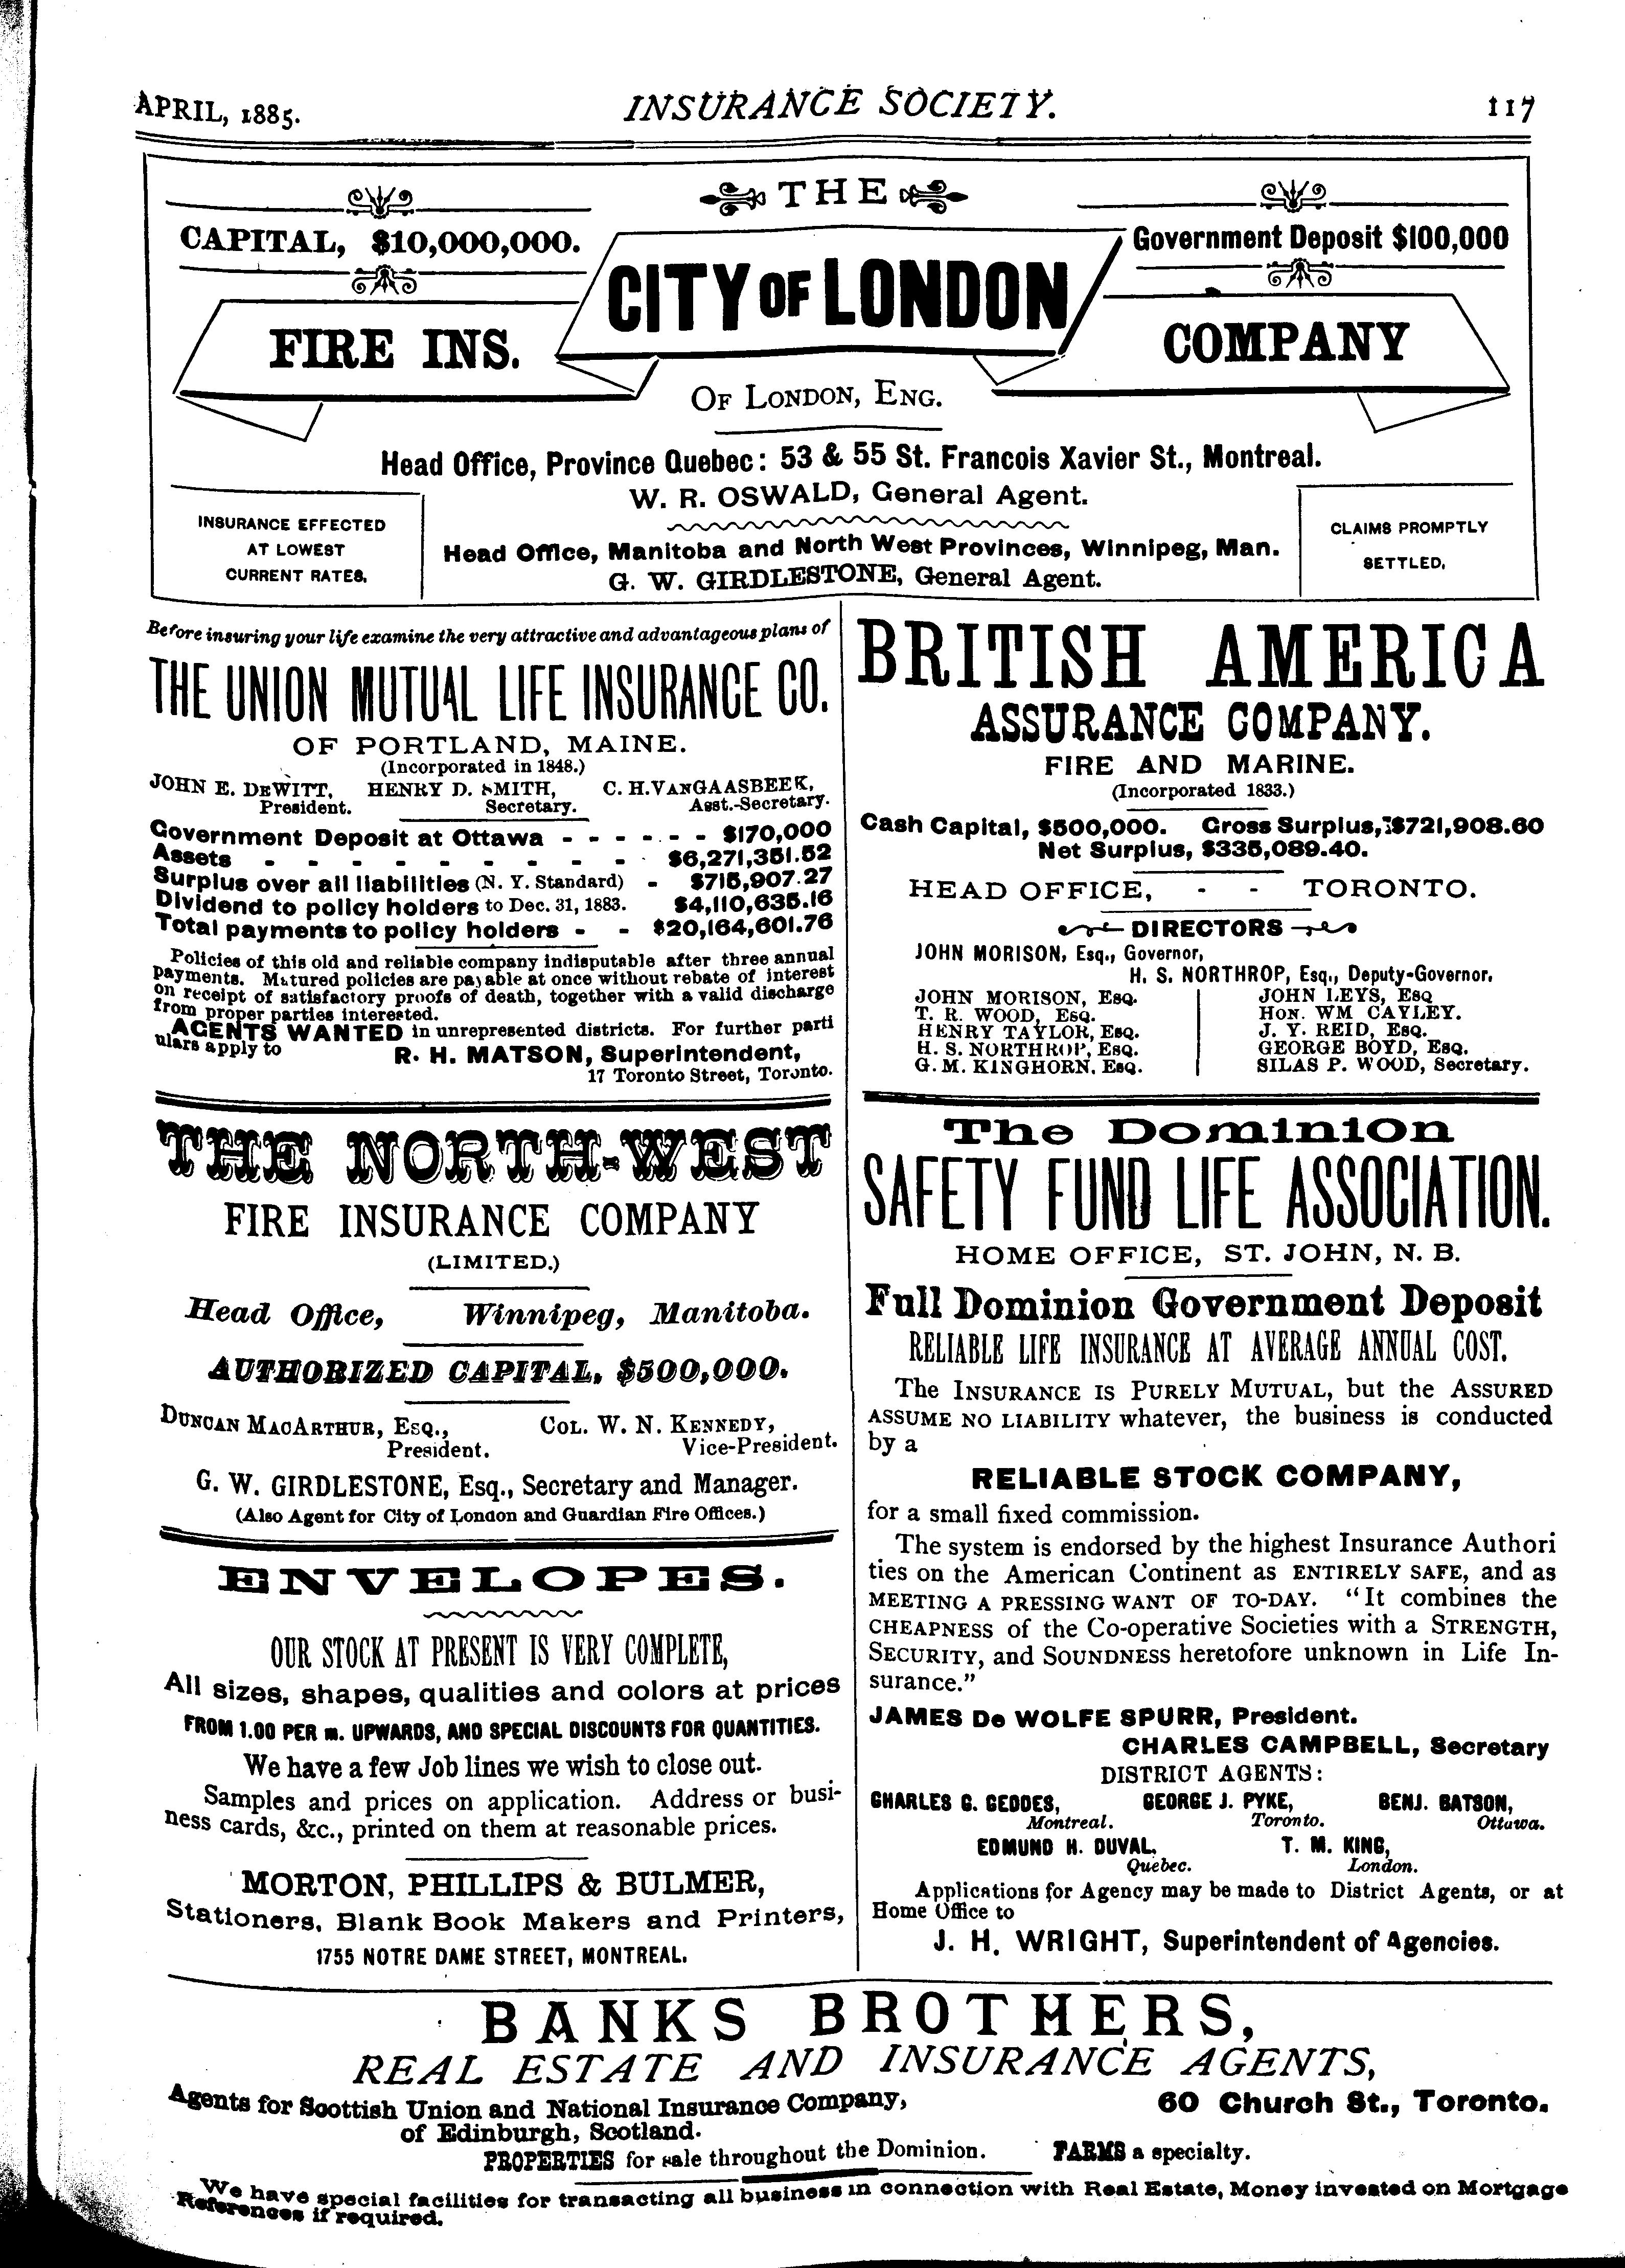 APRIL, 1885.
INSURANCE SOCIETY.
117
THE
CAPITAL, $10,000,000.
Government Deposit $100,000
CITY OF LONDON
FIRE INS.
COMPANY
OF LONDON, ENG.
Head Office, Province Quebec: 53 & 55 St. Francois Xavier St., Montreal.
W. R. OSWALD, General Agent.
INSURANCE EFFECTED
AT LOWEST
CURRENT RATES.
Head Office, Manitoba and North West Provinces, Winnipeg, Man.
G. W. GIRDLESTONE, General Agent.
CLAIMS PROMPTLY
SETTLED.
Before insuring your life examine the very attractive and advantageous plans of
THE UNION MUTUAL LIFE INSURANCE CO.
OF PORTLAND, MAINE.
(Incorporated in 1848.)
JOHN E. DEWITT, HENRY D. SMITH, C. H. VANGAASBEEK,
President. Secretary. Asst.-Secretary.
Government Deposit at Ottawa - - - - - - $170,000
Assets - - - - - - - - - $6,271,351.52
Surplus over all liabilities (N. Y. Standard) - $715,907.27
Dividend to policy holders to Dec. 31, 1883. $4,110,635.16
Total payments to policy holders - - $20,164,601.76
Policies of this old and reliable company indisputable after three annual
payments. Matured policies are payable at once without rebate of interest
on receipt of satisfactory proofs of death, together with a valid discharge
from proper parties interested.
AGENTS WANTED in unrepresented districts. For further parti
ulars apply to
R. H. MATSON, Superintendent,
17 Toronto Street, Toronto.
THE NORTH-WEST
FIRE INSURANCE COMPANY
(LIMITED.)
Head Office, Winnipeg, Manitoba.
AUTHORIZED CAPITAL, $500,000.
DUNCAN MACARTHUR, ESQ., COL. W. N. KENNEDY,
President. Vice-President.
G. W. GIRDLESTONE, Esq., Secretary and Manager.
(Also Agent for City of London and Guardian Fire Offices.)
ENVELOPES.
OUR STOCK AT PRESENT IS VERY COMPLETE,
All sizes, shapes, qualities and colors at prices
FROM 1.00 PER M. UPWARDS, AND SPECIAL DISCOUNTS FOR QUANTITIES.
We have a few Job lines we wish to close out.
Samples and prices on application. Address or busi-
ness cards, &c., printed on them at reasonable prices.
MORTON, PHILLIPS & BULMER,
Stationers, Blank Book Makers and Printers,
1755 NOTRE DAME STREET, MONTREAL.
BRITISH AMERICA
ASSURANCE COMPANY.
FIRE AND MARINE.
(Incorporated 1833.)
Cash Capital, $500,000. Gross Surplus, $721,908.60
Net Surplus, $335,089.40.
HEAD OFFICE, - - TORONTO.
DIRECTORS
JOHN MORISON, Esq., Governor,
H. S. NORTHROP, Esq., Deputy-Governor.
JOHN MORISON, ESQ. JOHN LEYS, ESQ
T. R. WOOD, ESQ. HON. WM CAYLEY.
HENRY TAYLOR, ESQ. J. Y. REID, ESQ.
H. S. NORTHROP, ESQ. GEORGE BOYD, ESQ.
G. M. KINGHORN, ESQ. SILAS P. WOOD, Secretary.
The Dominion
SAFETY FUND LIFE ASSOCIATION.
HOME OFFICE, ST. JOHN, N. B.
Full Dominion Government Deposit
RELIABLE LIFE INSURANCE AT AVERAGE ANNUAL COST.
The INSURANCE IS PURELY MUTUAL, but the ASSURED
ASSUME NO LIABILITY whatever, the business is conducted
by a
RELIABLE STOCK COMPANY,
for a small fixed commission.
The system is endorsed by the highest Insurance Authori
ties on the American Continent as ENTIRELY SAFE, and as
MEETING A PRESSING WANT OF TO-DAY. "It combines the
CHEAPNESS of the Co-operative Societies with a STRENGTH,
SECURITY, and SOUNDNESS heretofore unknown in Life In-
surance."
JAMES De WOLFE SPURR, President.
CHARLES CAMPBELL, Secretary
DISTRICT AGENTS:
CHARLES G. GEDDES, GEORGE J. PYKE, BENJ. BATSON,
Montreal. Toronto. Ottawa.
EDMUND H. DUVAL, T. M. KING,
Quebec. London.
Applications for Agency may be made to District Agents, or at
Home Office to
J. H. WRIGHT, Superintendent of Agencies.
BANKS BROTHERS,
REAL ESTATE AND INSURANCE AGENTS,
Agents for Scottish Union and National Insurance Company, 60 Church St., Toronto.
of Edinburgh, Scotland.
PROPERTIES for sale throughout the Dominion. FARMS a specialty.
We have special facilities for transacting all business in connection with Real Estate, Money invested on Mortgage
References if required.